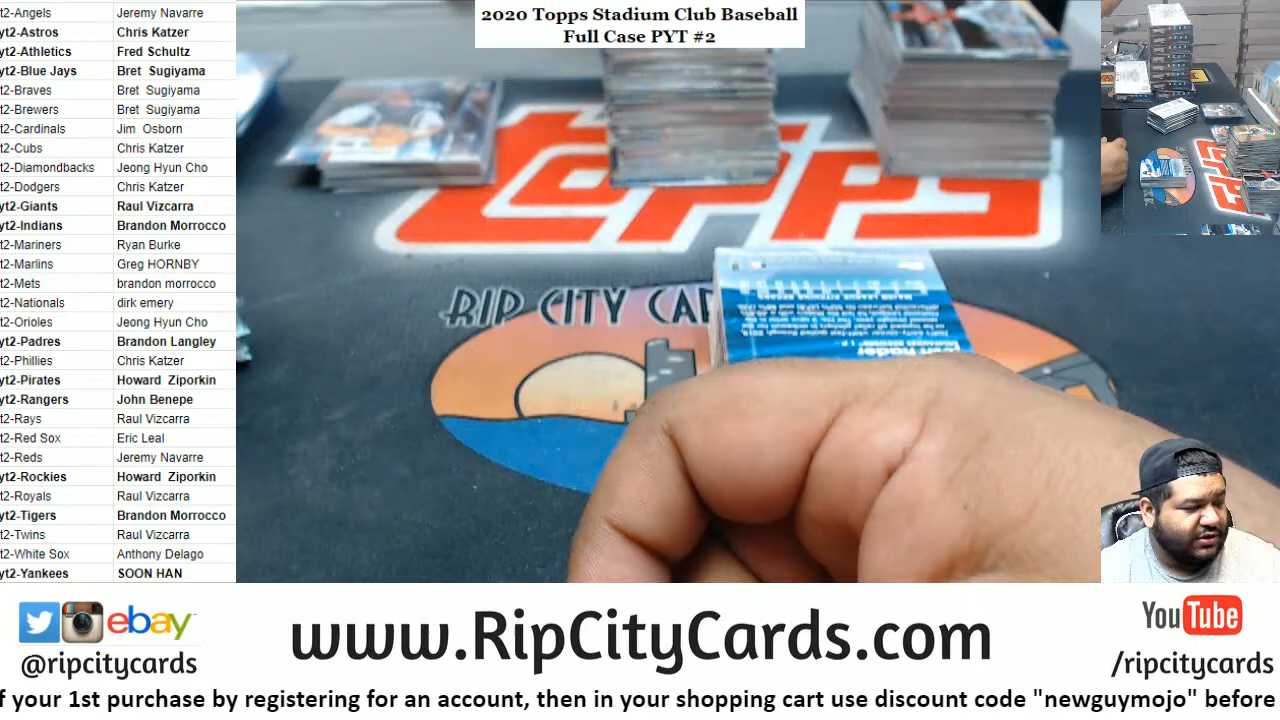 2020 Topps Stadium Club Baseball
Full Case PYT #2
t2-Angels Jeremy Navarre
yt2-Astros Chris Katzer
yt2-Athletics Fred Schultz
yt2-Blue Jays Bret Sugiyama
t2-Braves Bret Sugiyama
t2-Brewers Bret Sugiyama
t2-Cardinals Jim Osborn
t2-Cubs Chris Katzer
t2-Diamondbacks Jeong Hyun Cho
t2-Dodgers Chris Katzer
yt2-Giants Raul Vizcarra
yt2-Indians Brandon Morrocco
t2-Mariners Ryan Burke
t2-Marlins Greg HORNBY
t2-Mets brandon morrocco
t2-Nationals dirk emery
t2-Orioles Jeong Hyun Cho
yt2-Padres Brandon Langley
t2-Phillies Chris Katzer
yt2-Pirates Howard Ziporkin
yt2-Rangers John Benepe
t2-Rays Raul Vizcarra
t2-Red Sox Eric Leal
t2-Reds Jeremy Navarre
yt2-Rockies Howard Ziporkin
t2-Royals Raul Vizcarra
yt2-Tigers Brandon Morrocco
t2-Twins Raul Vizcarra
t2-White Sox Anthony Delago
yt2-Yankees SOON HAN
topps
RIP CITY CAR
ebay
@ripcitycards
www.RipCityCards.com
YouTube
/ripcitycards
f your 1st purchase by registering for an account, then in your shopping cart use discount code "newguymojo" before